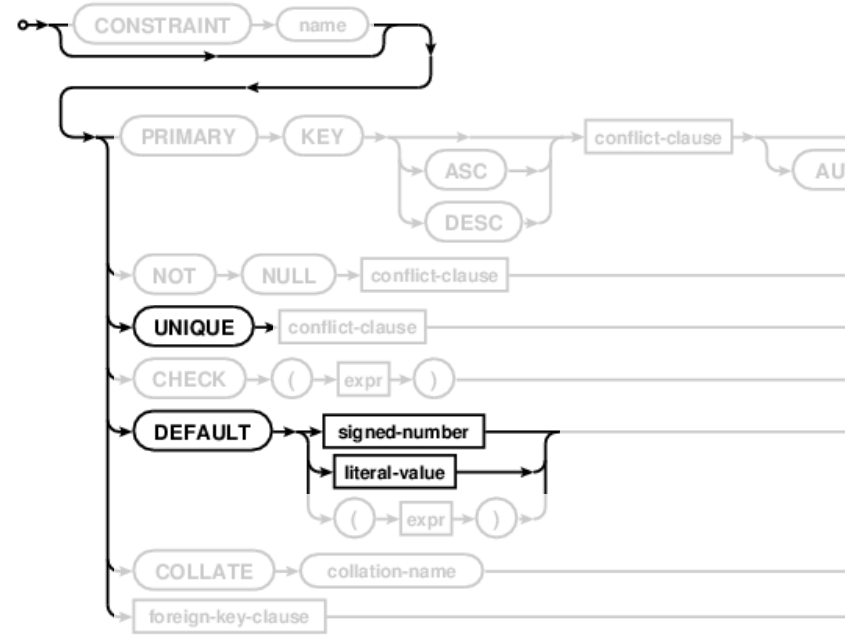 CONSTRAINT name
PRIMARY KEY conflict-clause
ASC AU
DESC
NOT NULL conflict-clause
UNIQUE conflict-clause
CHECK ( expr )
DEFAULT signed-number
literal-value
( expr )
COLLATE collation-name
foreign-key-clause